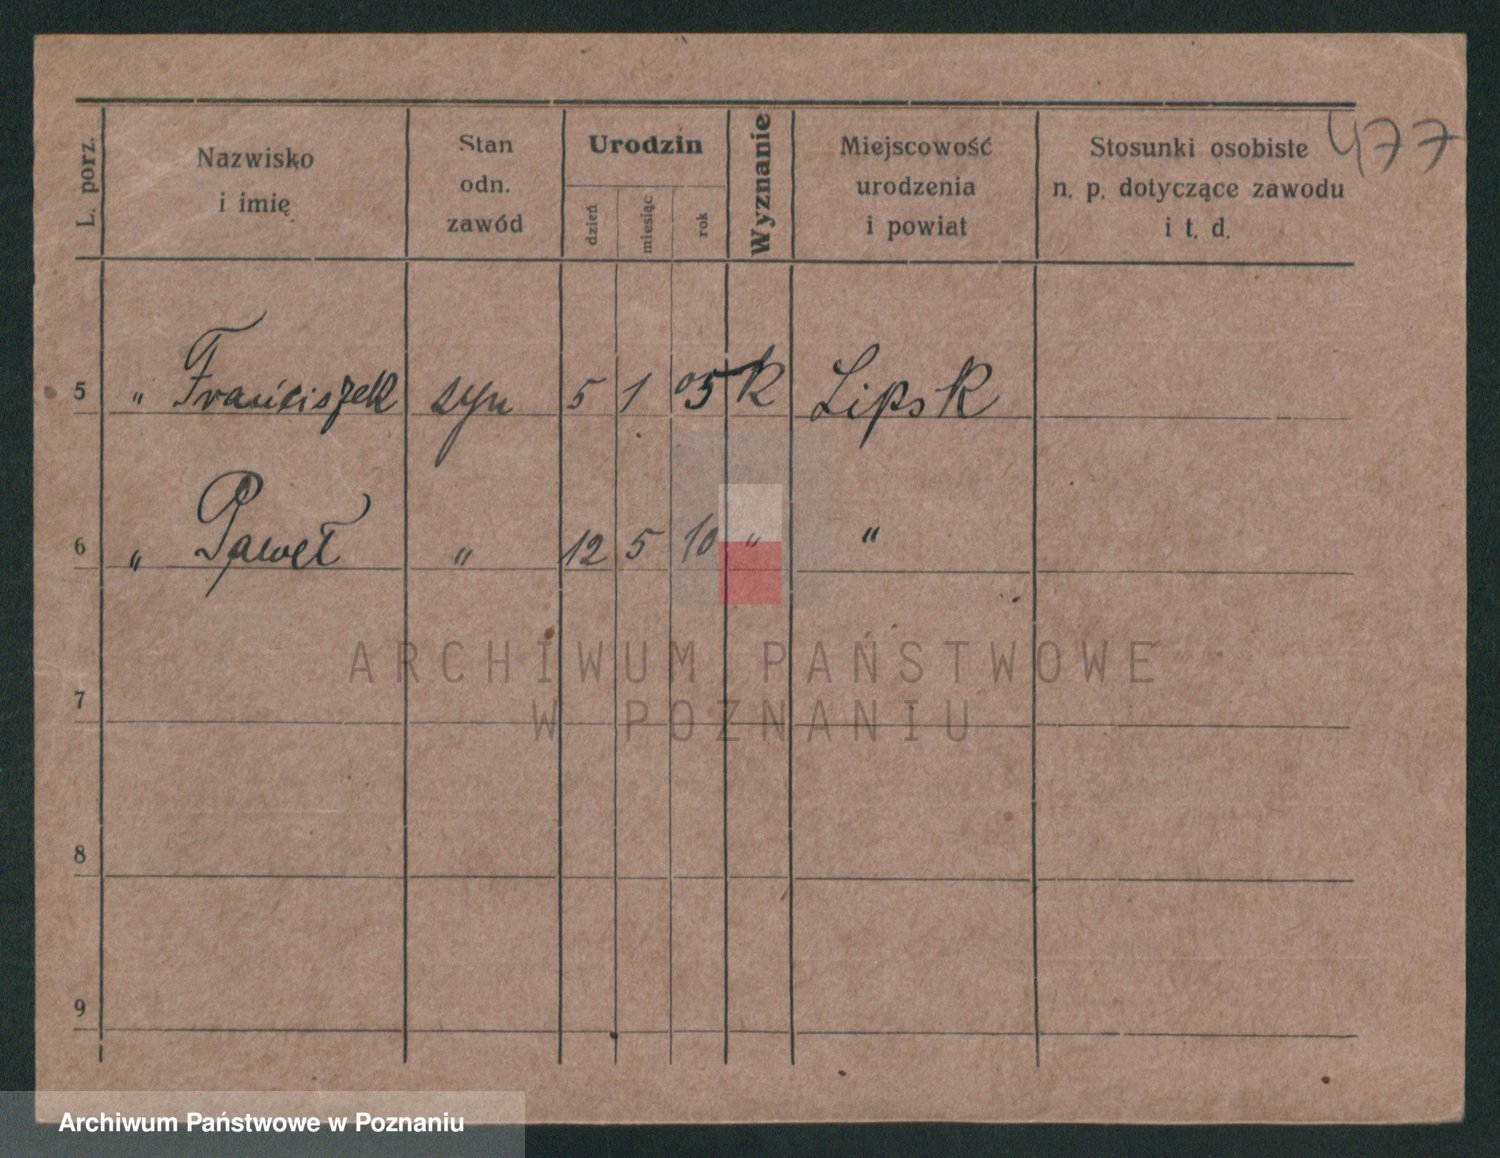 477
L. porz.
Nazwisko
i imię
Stan
odn.
zawód
Urodzin
dzień
miesiąc
rok
Wyznanie
Miejscowość
urodzenia
i powiat
Stosunki osobiste
n. p. dotyczące zawodu
i t. d.
5 " Franciszek syn 5 1 05 k Lipsk
6 " Paweł " 12 5 10 " "
7
8
9
ARCHIWUM PAŃSTWOWE
W POZNANIU
Archiwum Państwowe w Poznaniu